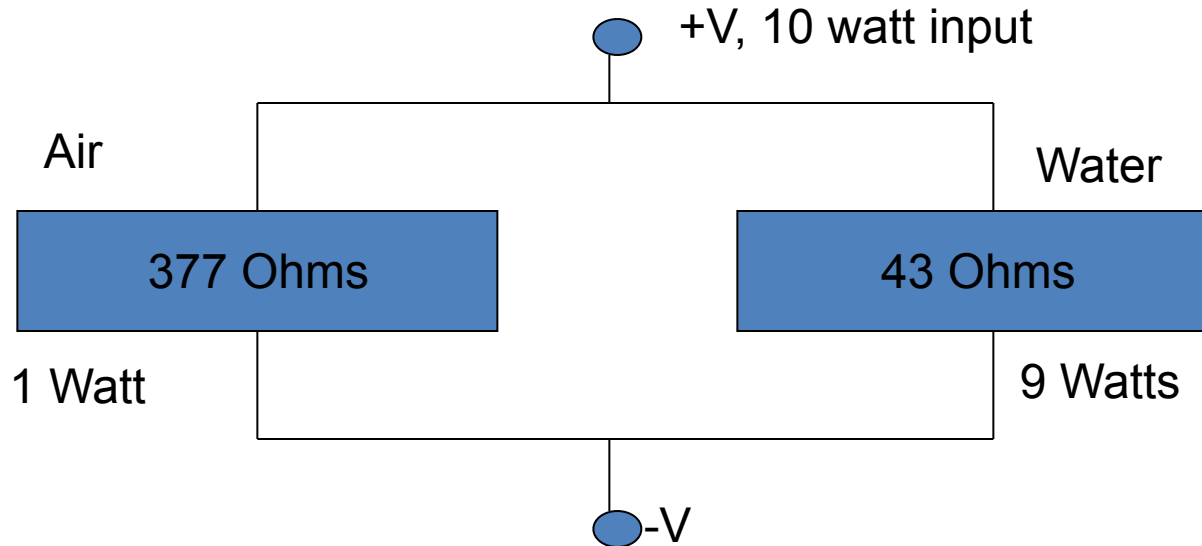 +V, 10 watt input
Air
Water
377 Ohms
43 Ohms
1 Watt
9 Watts
-V